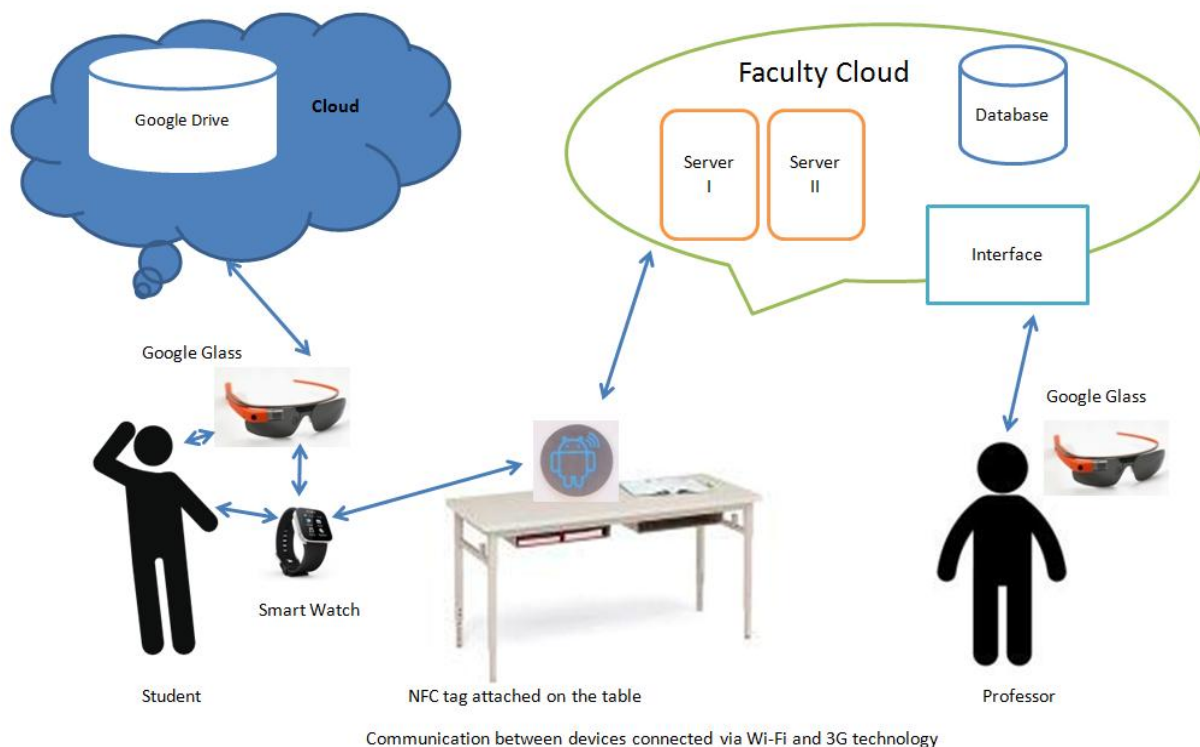 Google Drive
Cloud
Faculty Cloud
Server
I
Server
II
Database
Interface
Google Glass
Google Glass
Smart Watch
Student
NFC tag attached on the table
Professor
Communication between devices connected via Wi-Fi and 3G technology